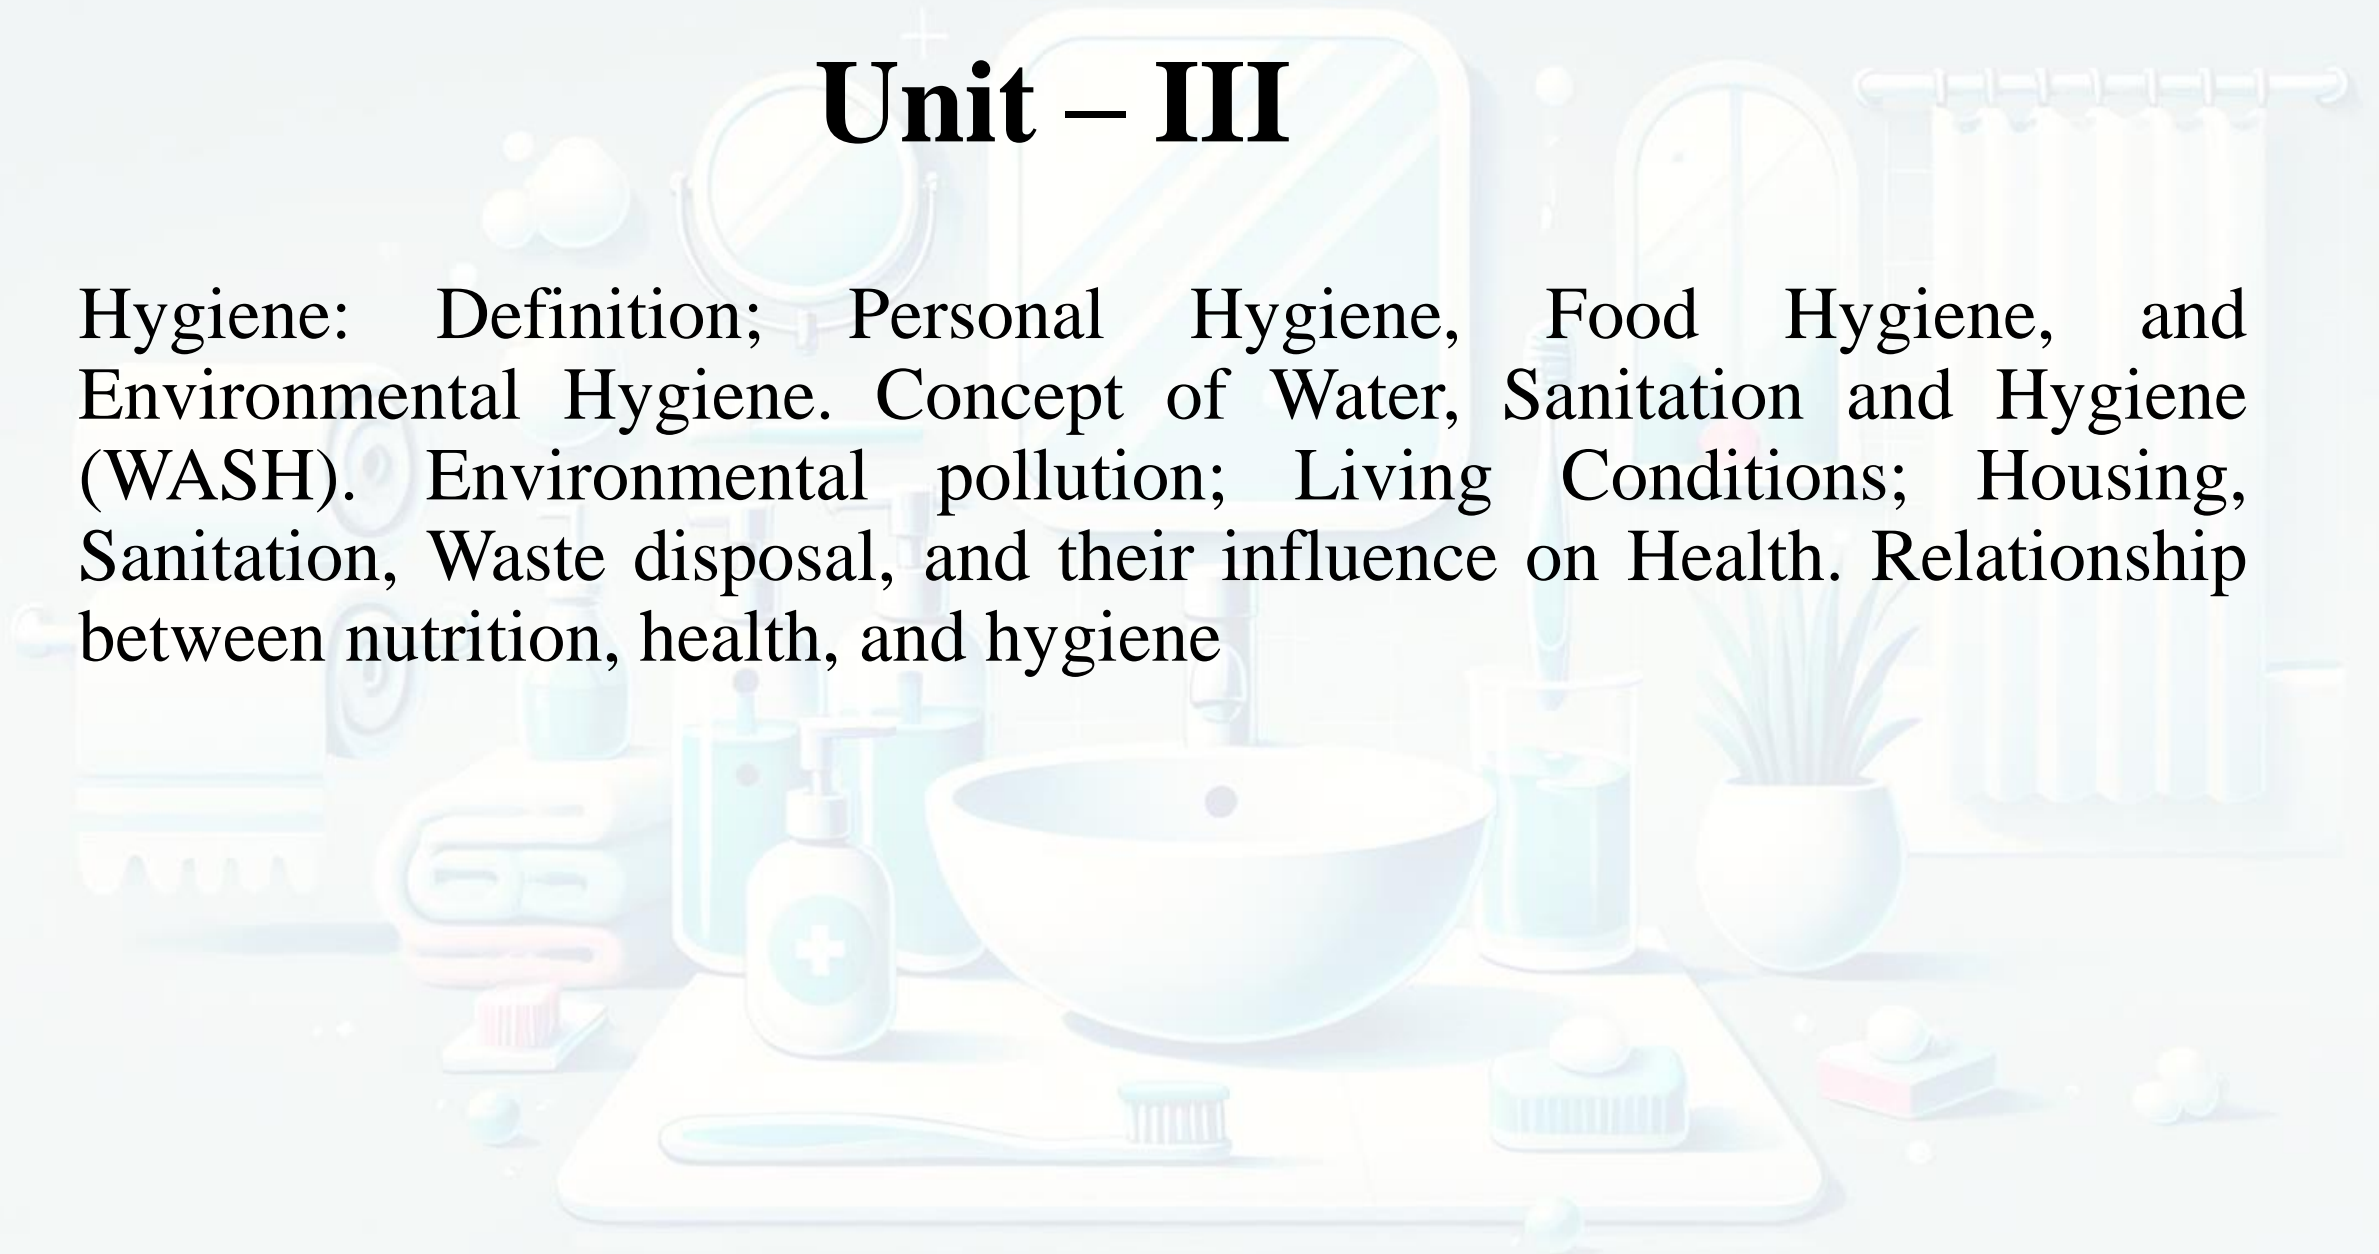 Unit – III
Hygiene: Definition; Personal Hygiene, Food Hygiene, and
Environmental Hygiene. Concept of Water, Sanitation and Hygiene
(WASH). Environmental pollution; Living Conditions; Housing,
Sanitation, Waste disposal, and their influence on Health. Relationship
between nutrition, health, and hygiene